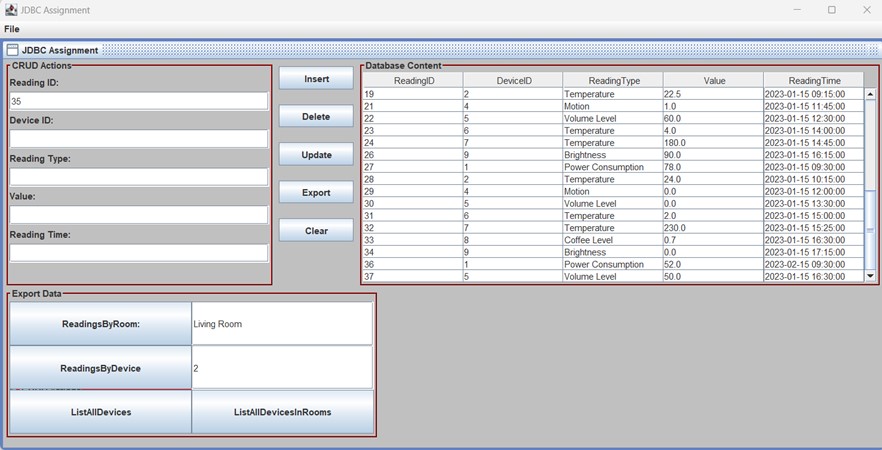 JDBC Assignment
File
JDBC Assignment
CRUD Actions
Reading ID:
35
Device ID:
Reading Type:
Value:
Reading Time:
Insert
Delete
Update
Export
Clear
Database Content
ReadingID DeviceID ReadingType Value ReadingTime
19 2 Temperature 22.5 2023-01-15 09:15:00
21 4 Motion 1.0 2023-01-15 11:45:00
22 5 Volume Level 60.0 2023-01-15 12:30:00
23 6 Temperature 4.0 2023-01-15 14:00:00
24 7 Temperature 180.0 2023-01-15 14:45:00
26 9 Brightness 90.0 2023-01-15 16:15:00
27 1 Power Consumption 78.0 2023-01-15 09:30:00
28 2 Temperature 24.0 2023-01-15 10:15:00
29 4 Motion 0.0 2023-01-15 12:00:00
30 5 Volume Level 0.0 2023-01-15 13:30:00
31 6 Temperature 2.0 2023-01-15 15:00:00
32 7 Temperature 230.0 2023-01-15 15:25:00
33 8 Coffee Level 0.7 2023-01-15 16:30:00
34 9 Brightness 0.0 2023-01-15 17:15:00
36 1 Power Consumption 52.0 2023-02-15 09:30:00
37 5 Volume Level 50.0 2023-01-15 16:30:00
Export Data
ReadingsByRoom: Living Room
ReadingsByDevice 2
ListAllDevices ListAllDevicesInRooms